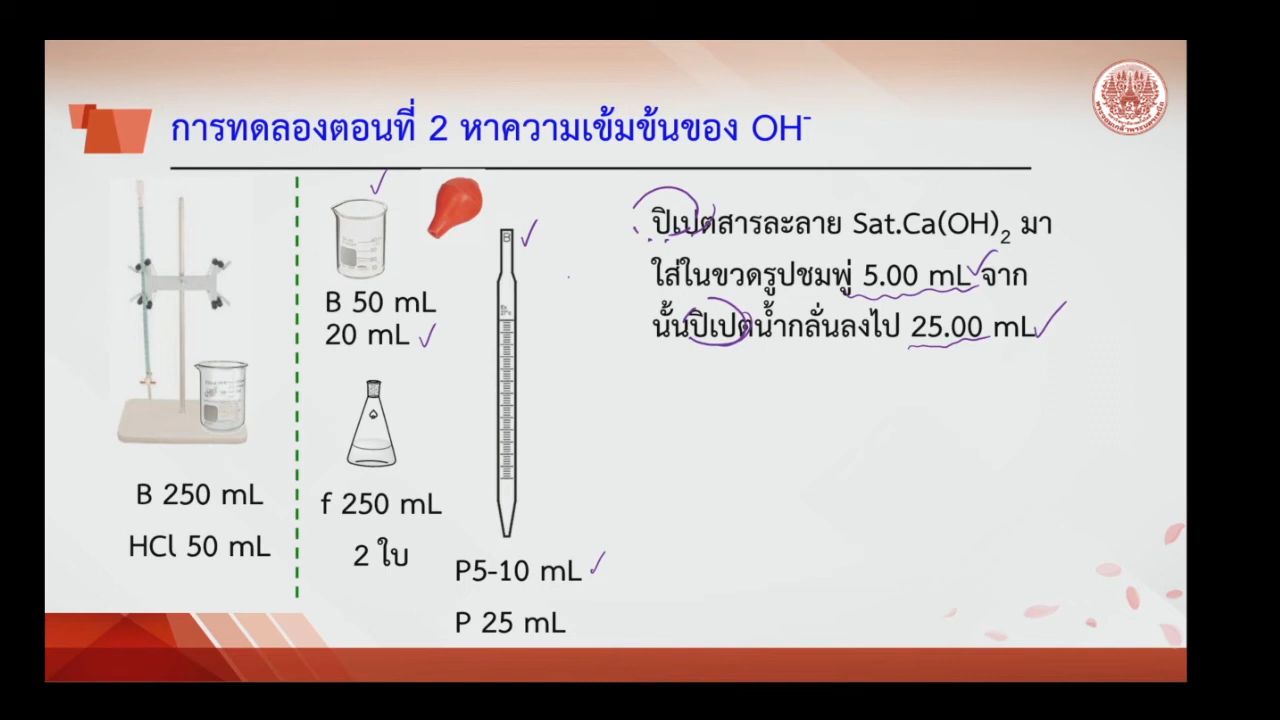 การทดลองตอนที่ 2 หาความเข้มข้นของ OH⁻
B 250 mL
HCl 50 mL
B 50 mL
20 mL
f 250 mL
2 ใบ
P5-10 mL
P 25 mL
ปิเปตสารละลาย Sat.Ca(OH)₂ มา
ใส่ในขวดรูปชมพู่ 5.00 mL จาก
นั้นปิเปตน้ำกลั่นลงไป 25.00 mL